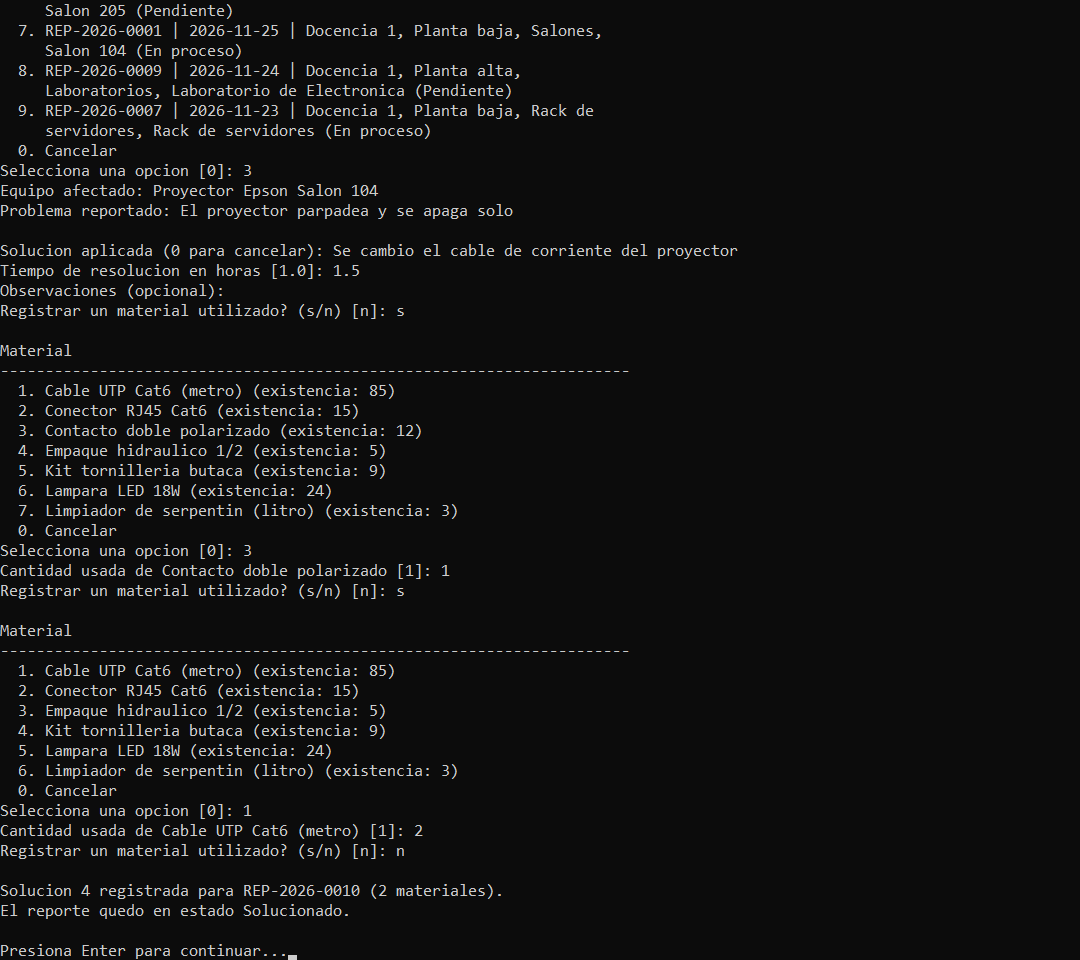 Salon 205 (Pendiente)
7. REP-2026-0001 | 2026-11-25 | Docencia 1, Planta baja, Salones,
Salon 104 (En proceso)
8. REP-2026-0009 | 2026-11-24 | Docencia 1, Planta alta,
Laboratorios, Laboratorio de Electronica (Pendiente)
9. REP-2026-0007 | 2026-11-23 | Docencia 1, Planta baja, Rack de
servidores, Rack de servidores (En proceso)
0. Cancelar
Selecciona una opcion [0]: 3
Equipo afectado: Proyector Epson Salon 104
Problema reportado: El proyector parpadea y se apaga solo

Solucion aplicada (0 para cancelar): Se cambio el cable de corriente del proyector
Tiempo de resolucion en horas [1.0]: 1.5
Observaciones (opcional):
Registrar un material utilizado? (s/n) [n]: s

Material
----------------------------------------------------------------------
1. Cable UTP Cat6 (metro) (existencia: 85)
2. Conector RJ45 Cat6 (existencia: 15)
3. Contacto doble polarizado (existencia: 12)
4. Empaque hidraulico 1/2 (existencia: 5)
5. Kit tornilleria butaca (existencia: 9)
6. Lampara LED 18W (existencia: 24)
7. Limpiador de serpentin (litro) (existencia: 3)
0. Cancelar
Selecciona una opcion [0]: 3
Cantidad usada de Contacto doble polarizado [1]: 1
Registrar un material utilizado? (s/n) [n]: s

Material
----------------------------------------------------------------------
1. Cable UTP Cat6 (metro) (existencia: 85)
2. Conector RJ45 Cat6 (existencia: 15)
3. Empaque hidraulico 1/2 (existencia: 5)
4. Kit tornilleria butaca (existencia: 9)
5. Lampara LED 18W (existencia: 24)
6. Limpiador de serpentin (litro) (existencia: 3)
0. Cancelar
Selecciona una opcion [0]: 1
Cantidad usada de Cable UTP Cat6 (metro) [1]: 2
Registrar un material utilizado? (s/n) [n]: n

Solucion 4 registrada para REP-2026-0010 (2 materiales).
El reporte quedo en estado Solucionado.

Presiona Enter para continuar...